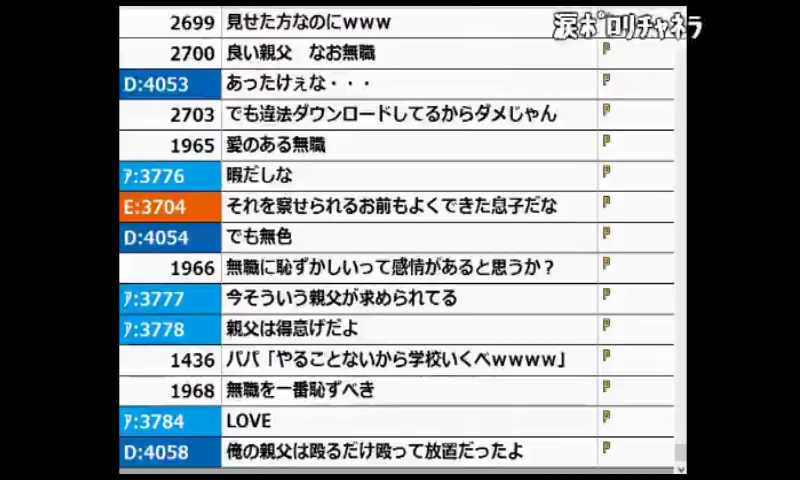 涙ポロリチャネラ
2699 見せた方なのにwww
2700 良い親父　なお無職
D:4053 あったけぇな・・・
2703 でも違法ダウンロードしてるからダメじゃん
1965 愛のある無職
ｱ:3776 暇だしな
E:3704 それを察せられるお前もよくできた息子だな
D:4054 でも無色
1966 無職に恥ずかしいって感情があると思うか？
ｱ:3777 今そういう親父が求められてる
ｱ:3778 親父は得意げだよ
1436 パパ「やることないから学校いくべwwww」
1968 無職を一番恥ずべき
ｱ:3784 LOVE
D:4058 俺の親父は殴るだけ殴って放置だったよ